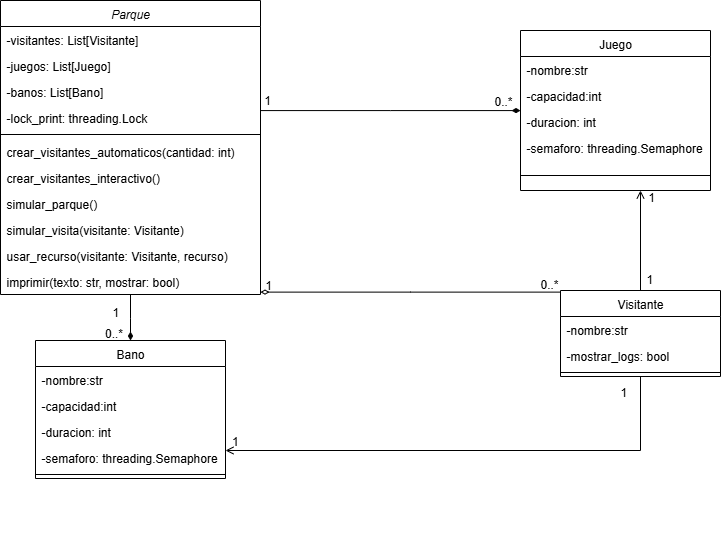 Parque
-visitantes: List[Visitante]
-juegos: List[Juego]
-banos: List[Bano]
-lock_print: threading.Lock
crear_visitantes_automaticos(cantidad: int)
crear_visitantes_interactivo()
simular_parque()
simular_visita(visitante: Visitante)
usar_recurso(visitante: Visitante, recurso)
imprimir(texto: str, mostrar: bool)
1
0..*
Juego
-nombre:str
-capacidad:int
-duracion: int
-semaforo: threading.Semaphore
1
1
1
0..*
Visitante
-nombre:str
-mostrar_logs: bool
1
1
0..*
Bano
-nombre:str
-capacidad:int
-duracion: int
-semaforo: threading.Semaphore
1